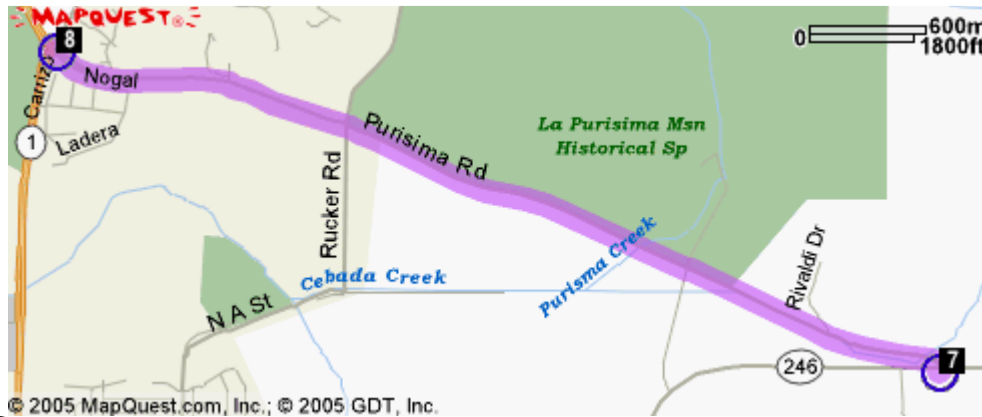 MAPQUEST®
8
0 600m
1800ft
Carrizo
Nogal
Ladera
1
Purisima Rd
La Purisima Msn
Historical Sp
Rucker Rd
Cebada Creek
Purisma Creek
Rivaldi Dr
N A St
246
7
© 2005 MapQuest.com, Inc.; © 2005 GDT, Inc.